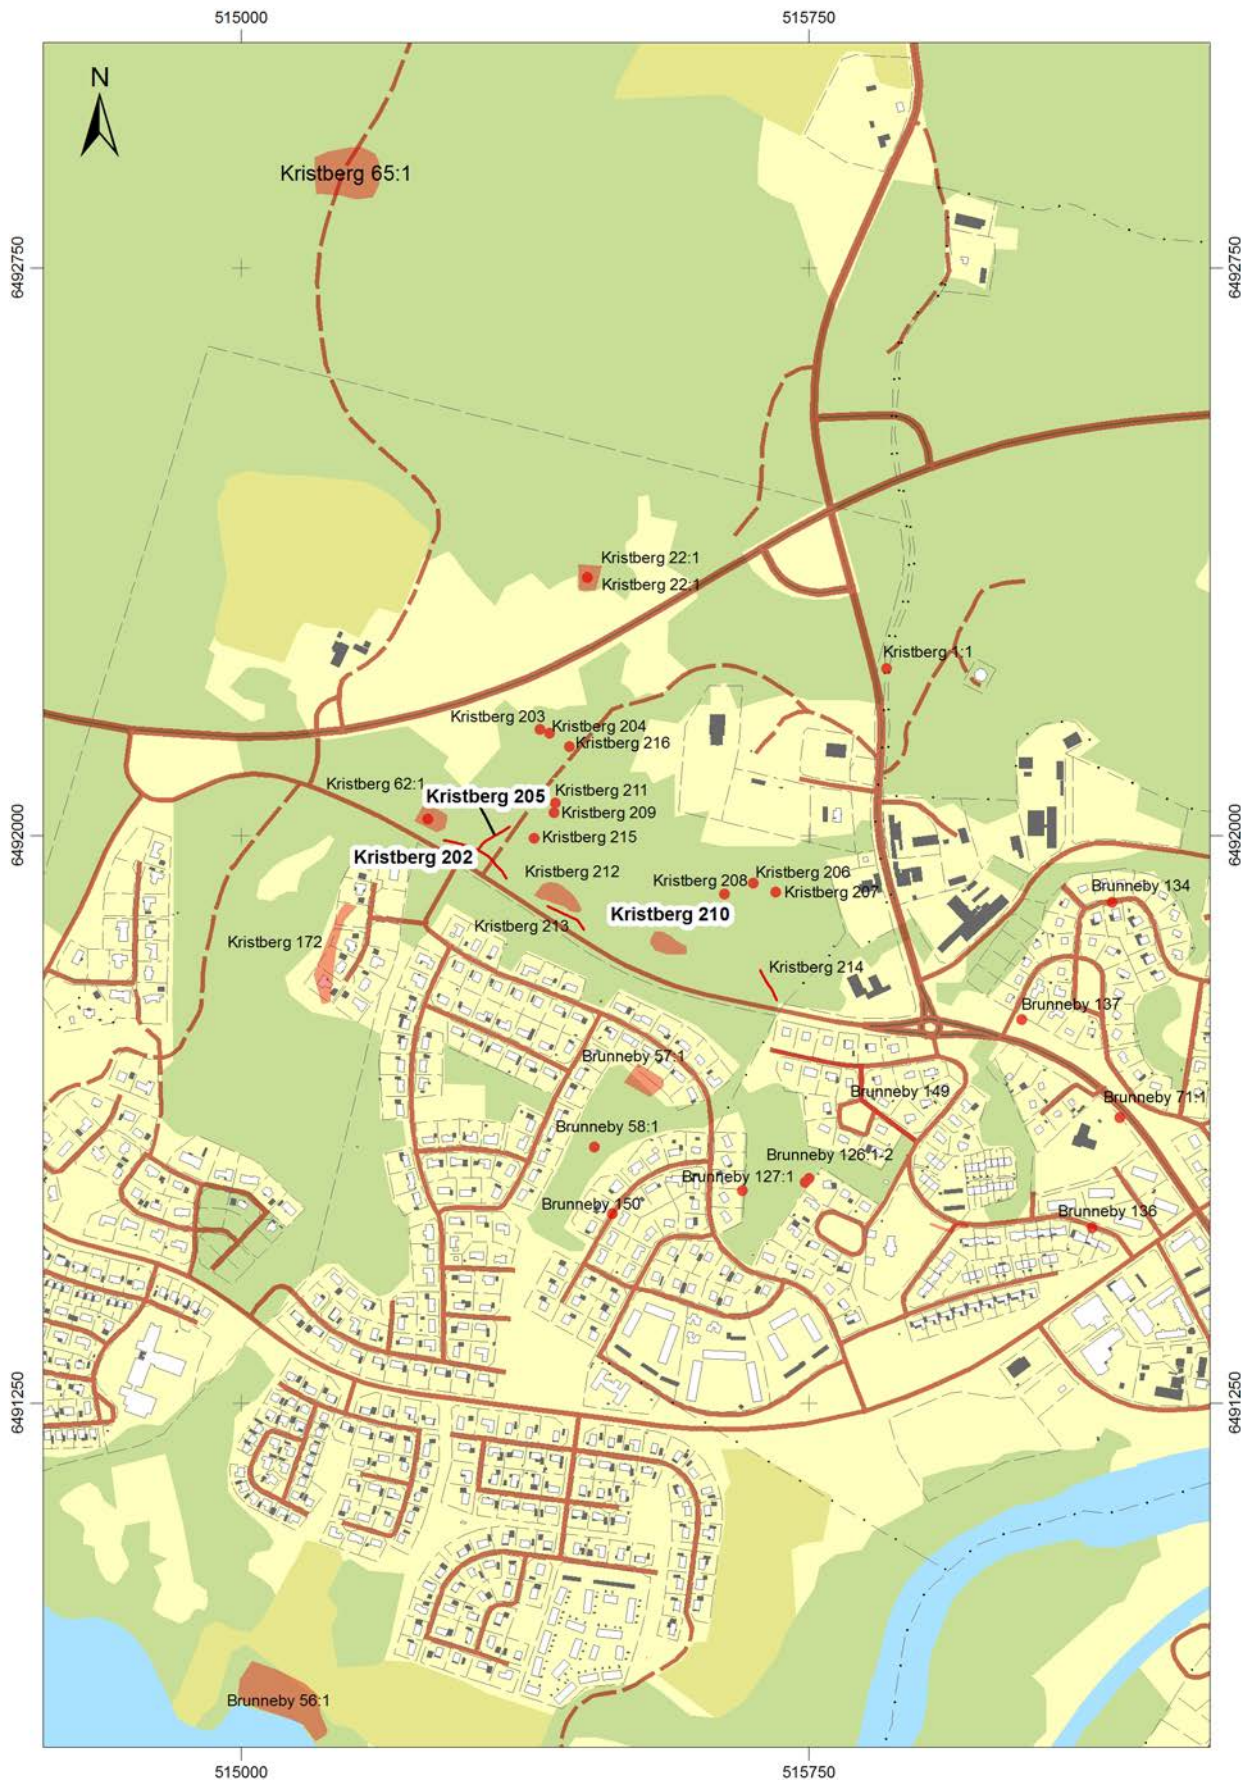 515000
515750
N
Kristberg 65:1
6492750
6492750
Kristberg 22:1
Kristberg 22:1
Kristberg 1:1
Kristberg 203
Kristberg 204
Kristberg 216
Kristberg 62:1
Kristberg 205
Kristberg 211
Kristberg 209
6492000
6492000
Kristberg 215
Kristberg 202
Kristberg 212
Kristberg 208
Kristberg 206
Kristberg 207
Brunneby 134
Kristberg 210
Kristberg 213
Kristberg 172
Kristberg 214
Brunneby 137
Brunneby 57:1
Brunneby 149
Brunneby 71:1
Brunneby 58:1
Brunneby 126:1-2
Brunneby 127:1
Brunneby 150
Brunneby 136
6491250
6491250
Brunneby 56:1
515000
515750